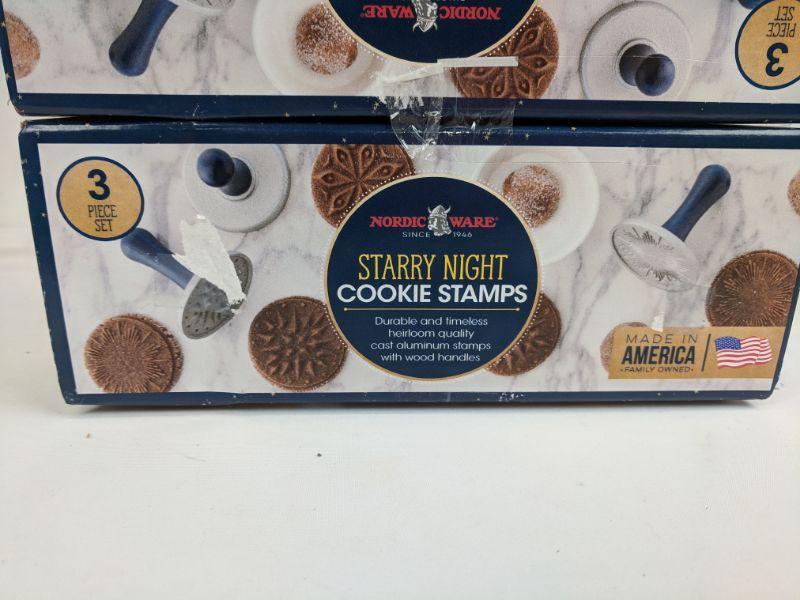 NORDIC WARE
3
PIECE
SET
3
PIECE
SET
NORDIC WARE®
SINCE 1946
STARRY NIGHT
COOKIE STAMPS
Durable and timeless
heirloom quality
cast aluminum stamps
with wood handles
MADE IN
AMERICA
•FAMILY OWNED•